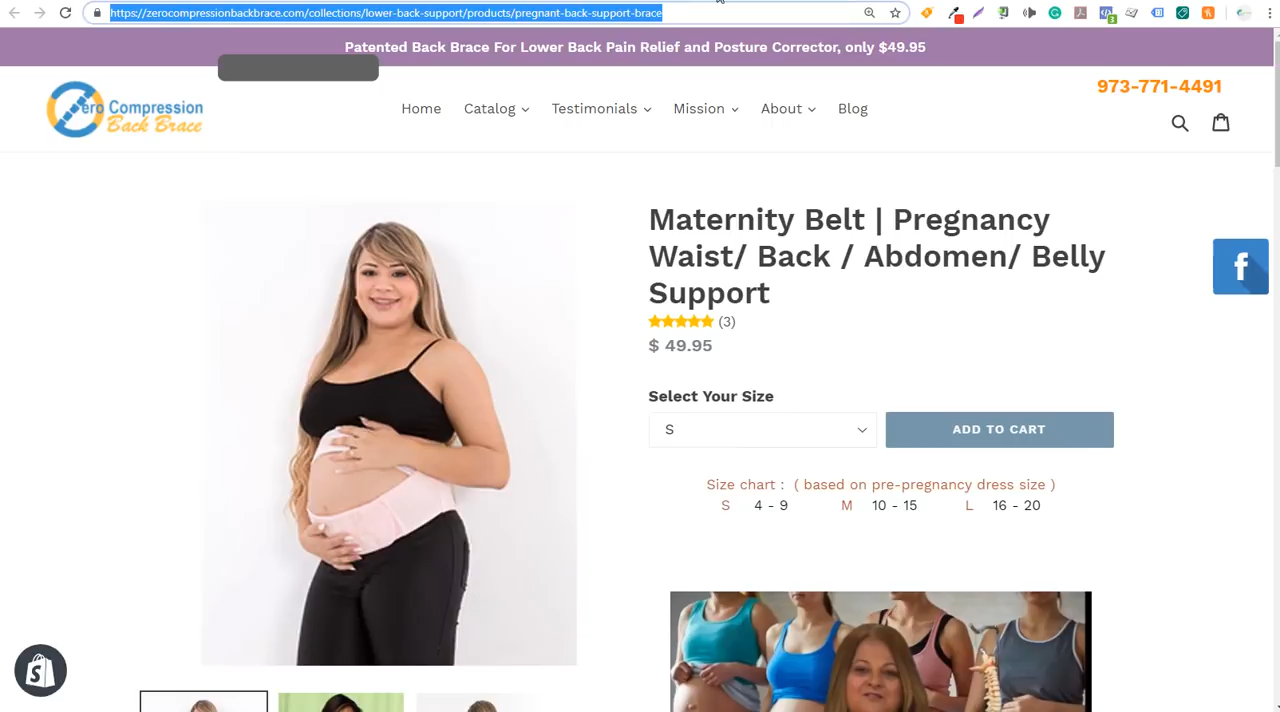 https://zerocompressionbackbrace.com/collections/lower-back-support/products/pregnant-back-support-brace
3
Patented Back Brace For Lower Back Pain Relief and Posture Corrector, only $49.95
973-771-4491
Zero Compression
Back Brace
Home Catalog Testimonials Mission About Blog
Maternity Belt | Pregnancy
Waist/ Back / Abdomen/ Belly
Support
(3)
$ 49.95
Select Your Size
S
ADD TO CART
Size chart : ( based on pre-pregnancy dress size )
S 4 - 9 M 10 - 15 L 16 - 20